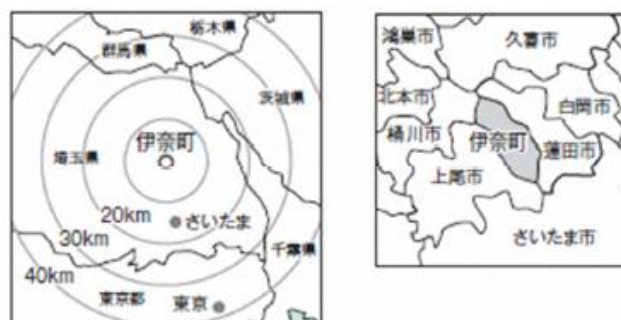 栃木県
群馬県
茨城県
伊奈町
埼玉県
20km
さいたま
30km
千葉県
40km
東京都
東京
鴻巣市
久喜市
北本市
白岡市
桶川市
伊奈町
蓮田市
上尾市
さいたま市